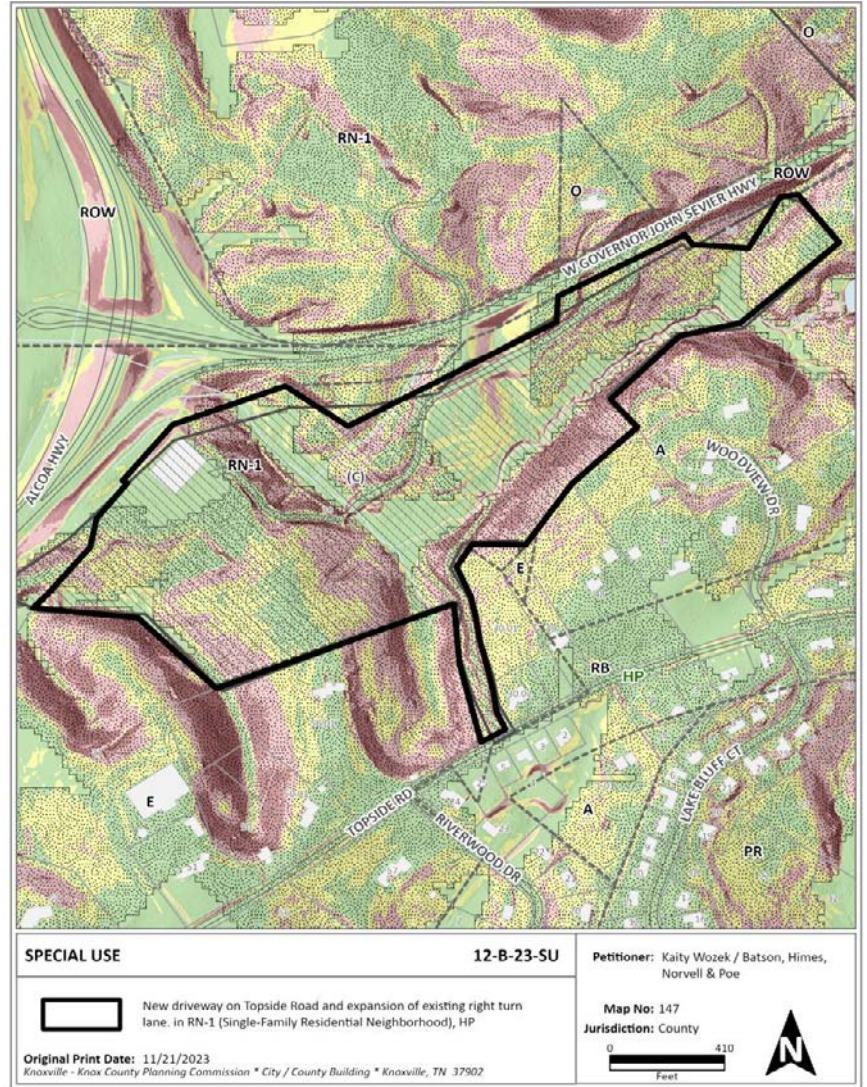 O
RN-1
ROW
ROW
O
W GOVERNOR JOHN SEVIER HWY
ALCOA HWY
RN-1
(C)
A
WOODVIEW DR
E
RB
HP
E
TOPSIDE RD
RIVERWOOD DR
A
LAKE BLUFF CT
PR
SPECIAL USE
12-B-23-SU
New driveway on Topside Road and expansion of existing right turn
lane. in RN-1 (Single-Family Residential Neighborhood), HP
Original Print Date: 11/21/2023
Knoxville - Knox County Planning Commission * City / County Building * Knoxville, TN 37902
Petitioner: Kaity Wozek / Batson, Himes,
Norvell & Poe
Map No: 147
Jurisdiction: County
0 410
Feet
N